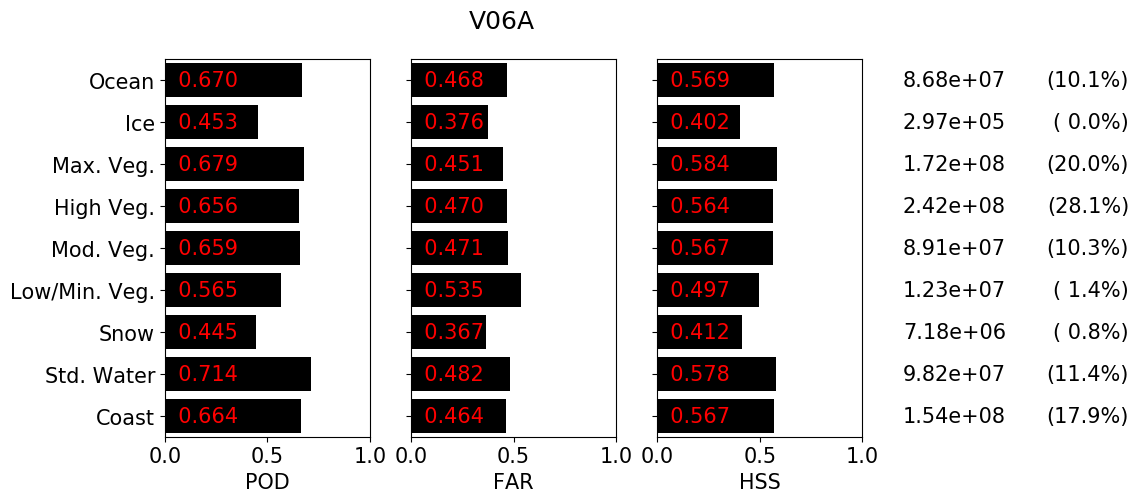 V06A
Ocean 0.670 0.468 0.569 8.68e+07 (10.1%)
Ice 0.453 0.376 0.402 2.97e+05 ( 0.0%)
Max. Veg. 0.679 0.451 0.584 1.72e+08 (20.0%)
High Veg. 0.656 0.470 0.564 2.42e+08 (28.1%)
Mod. Veg. 0.659 0.471 0.567 8.91e+07 (10.3%)
Low/Min. Veg. 0.565 0.535 0.497 1.23e+07 ( 1.4%)
Snow 0.445 0.367 0.412 7.18e+06 ( 0.8%)
Std. Water 0.714 0.482 0.578 9.82e+07 (11.4%)
Coast 0.664 0.464 0.567 1.54e+08 (17.9%)
0.0 0.5 1.0 0.0 0.5 1.0 0.0 0.5 1.0
POD FAR HSS